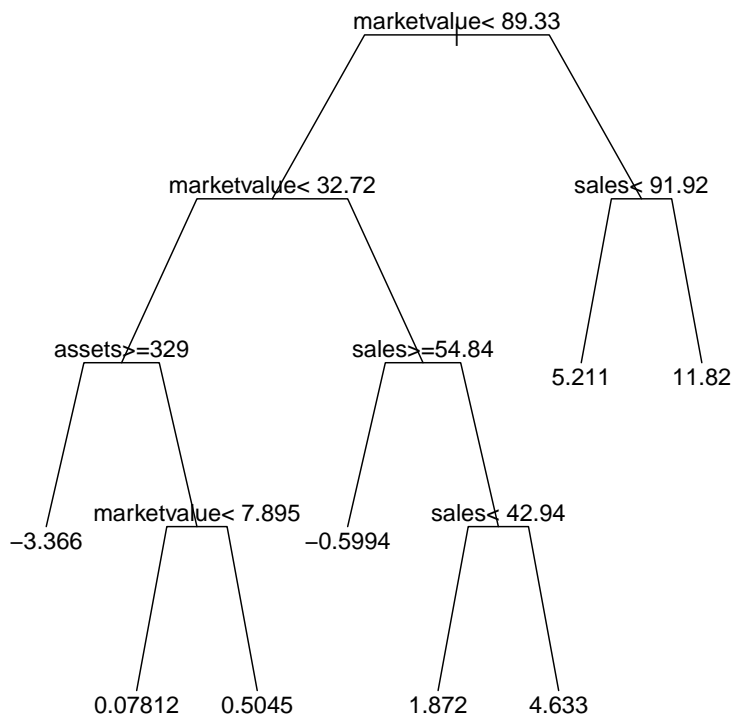 marketvalue< 89.33
marketvalue< 32.72
sales< 91.92
assets>=329
sales>=54.84
5.211
11.82
marketvalue< 7.895
sales< 42.94
−3.366
−0.5994
0.07812
0.5045
1.872
4.633